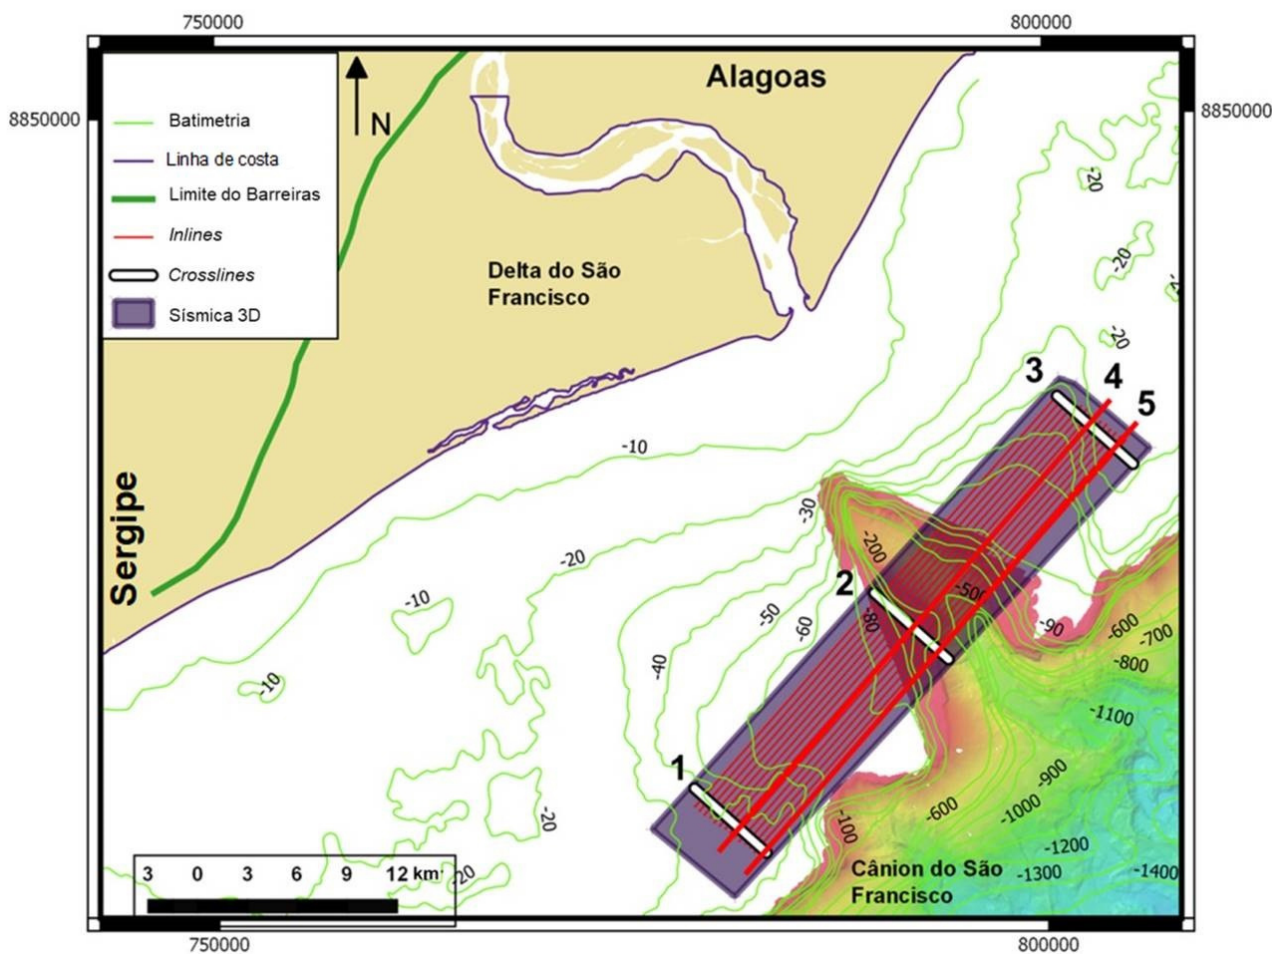 750000
800000
8850000
8850000
Alagoas
N
Batimetria
Linha de costa
Limite do Barreiras
Inlines
Crosslines
Sísmica 3D
Delta do São
Francisco
Sergipe
-20
-20
-20
3
4
5
-10
-30
-200
-20
2
-500
-80
-10
-50
-60
-90
-600
-700
-800
-40
-10
-1100
1
-900
-600
-1000
-20
-100
-1200
Cânion do São
Francisco
-1300
-1400
3 0 3 6 9 12 km
-20
750000
800000